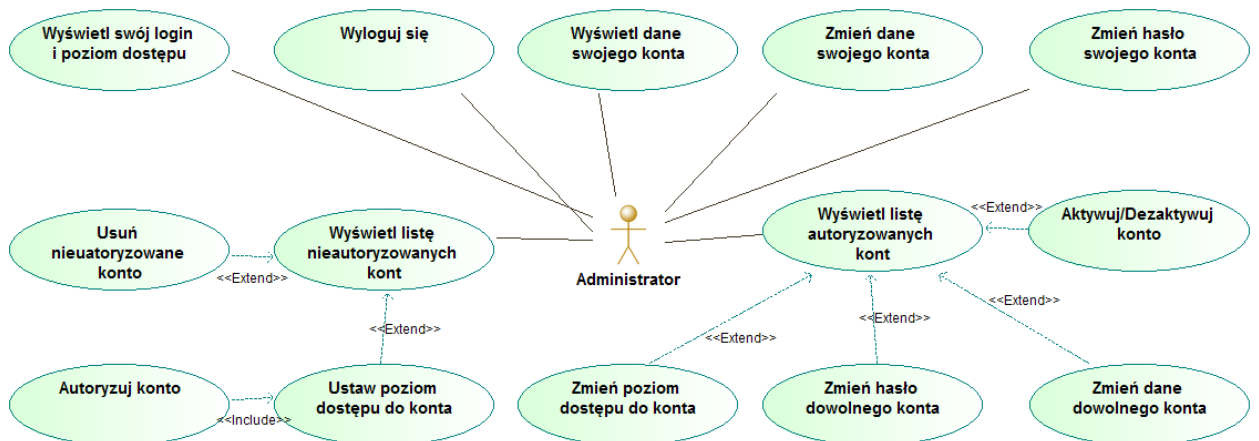 Wyświetl swój login
i poziom dostępu
Wyloguj się
Wyświetl dane
swojego konta
Zmień dane
swojego konta
Zmień hasło
swojego konta
Usuń
nieuatoryzowane
konto
<<Extend>>
Wyświetl listę
nieautoryzowanych
kont
Administrator
Wyświetl listę
autoryzowanych
kont
<<Extend>>
Aktywuj/Dezaktywuj
konto
<<Extend>>
<<Extend>>
<<Extend>>
<<Extend>>
Autoryzuj konto
<<Include>>
Ustaw poziom
dostępu do konta
Zmień poziom
dostępu do konta
Zmień hasło
dowolnego konta
Zmień dane
dowolnego konta